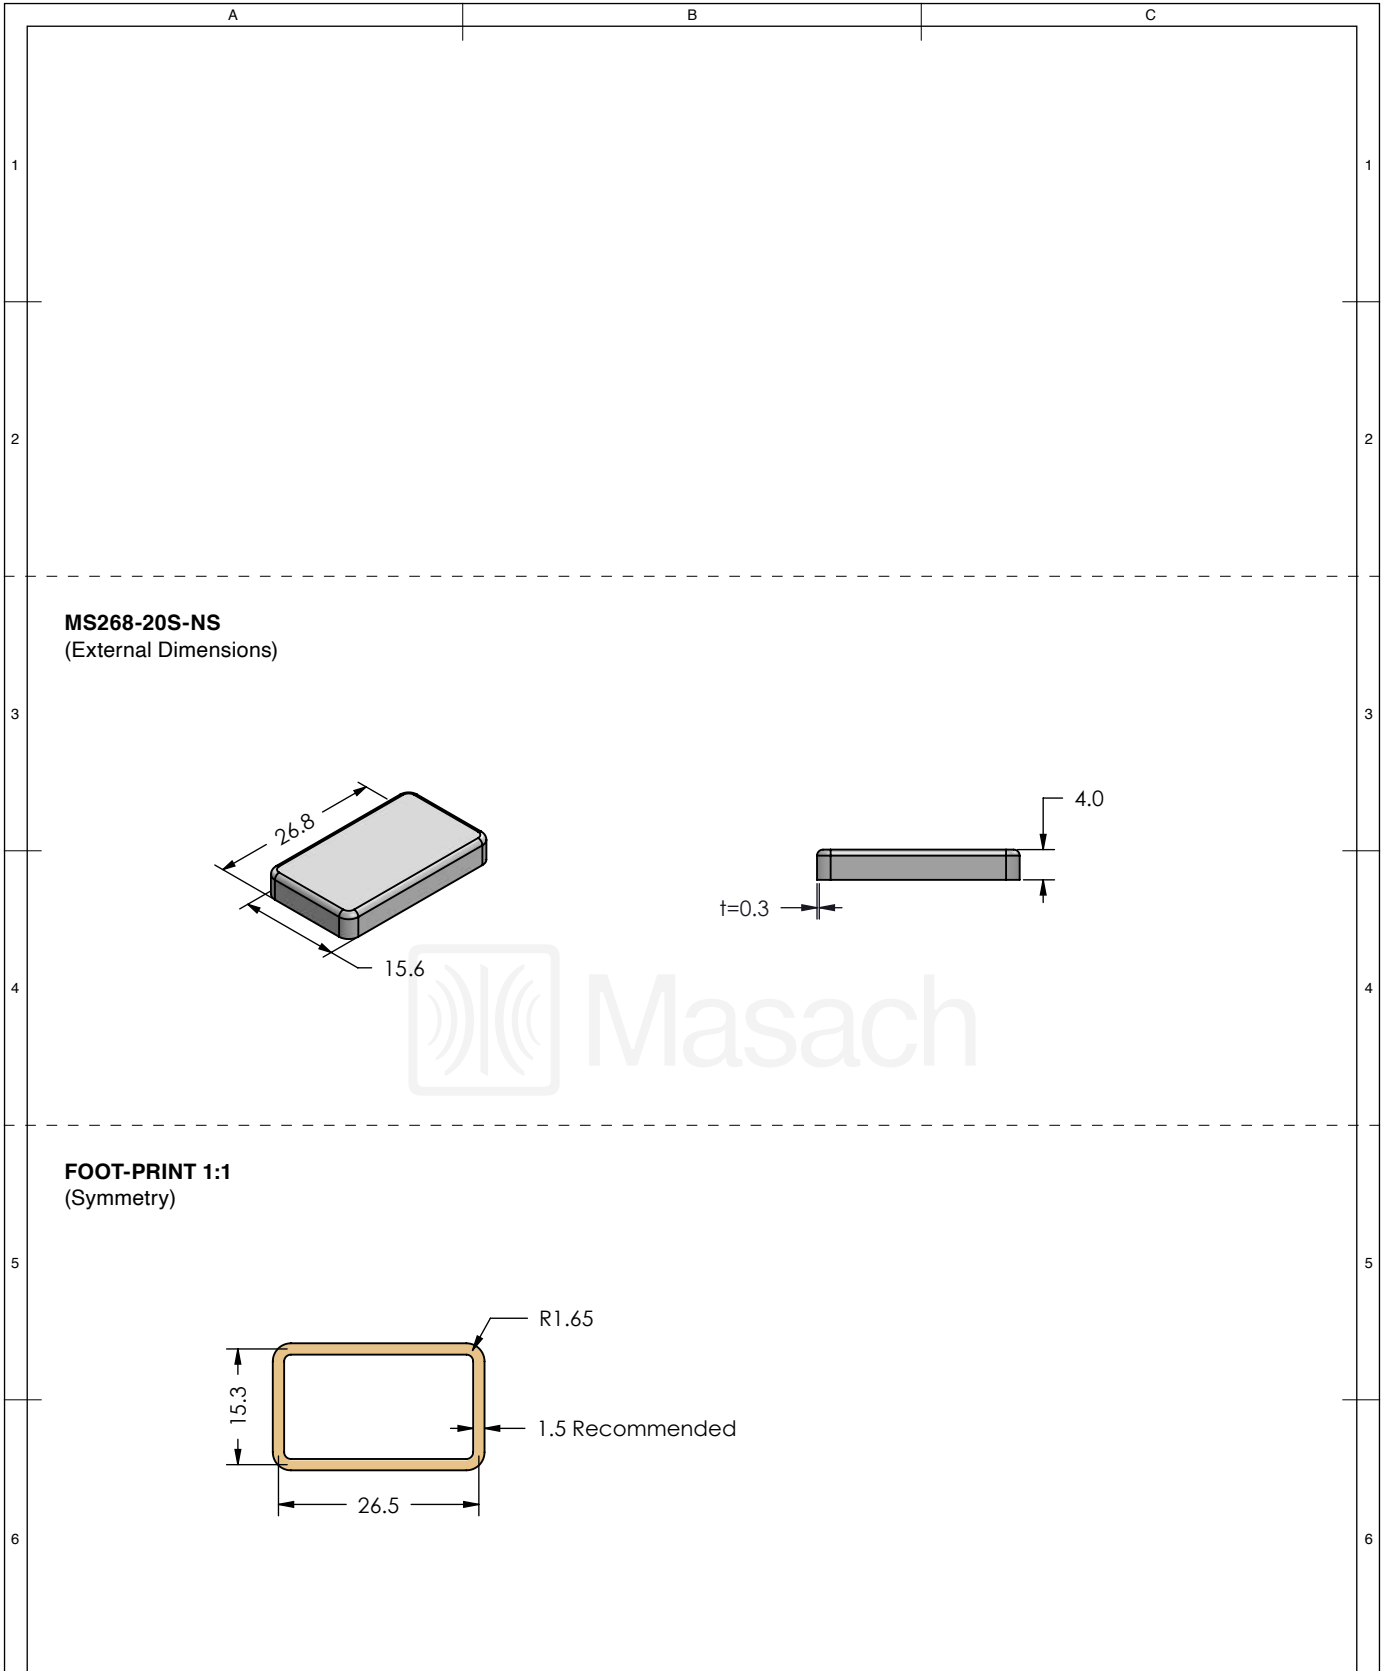 A B C
1 1
2 2
MS268-20S-NS
(External Dimensions)
3 3
26.8
4.0
t=0.3
15.6
Masach
4 4
FOOT-PRINT 1:1
(Symmetry)
5 5
R1.65
15.3
1.5 Recommended
26.5
6 6